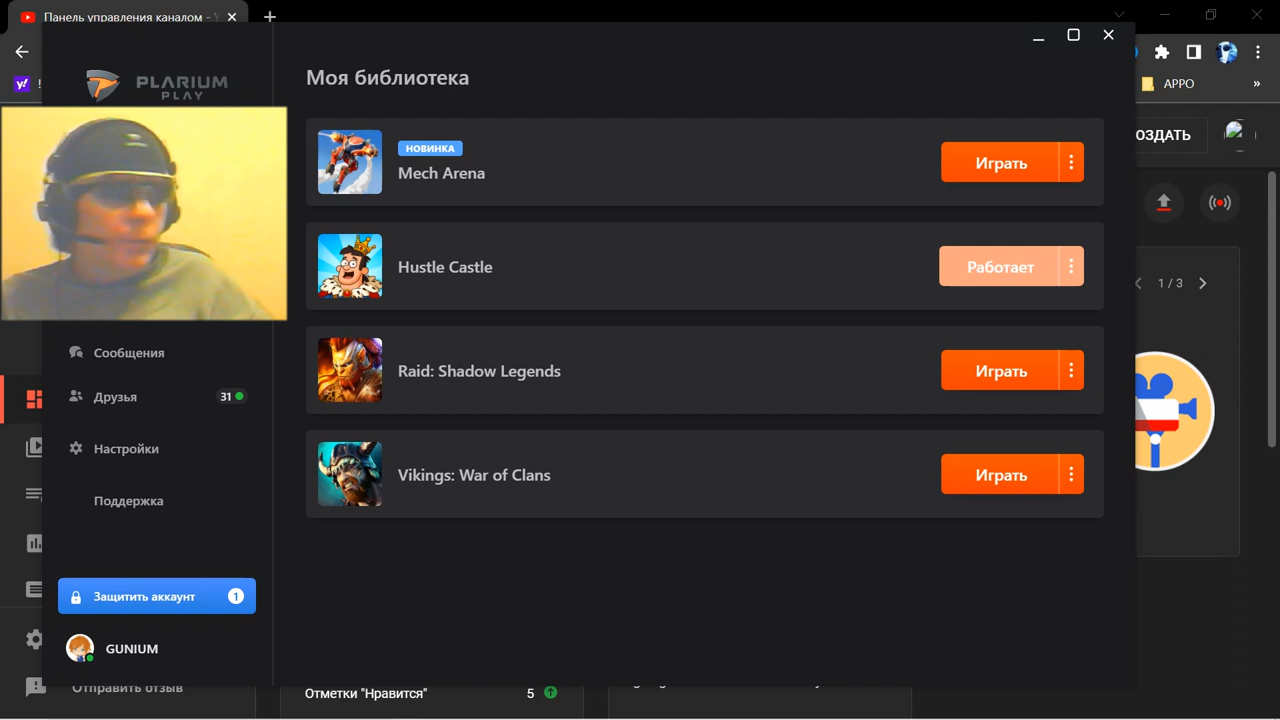 Панель управления каналом -
PLARIUM
PLAY
Моя библиотека
y!
АРРО
»
ОЗДАТЬ
НОВИНКА
Mech Arena
Играть
Hustle Castle
Работает
1 / 3
Raid: Shadow Legends
Играть
Vikings: War of Clans
Играть
Сообщения
Друзья
31
Настройки
Поддержка
Защитить аккаунт
1
GUNIUM
Отправить отзыв
Отметки "Нравится"
5